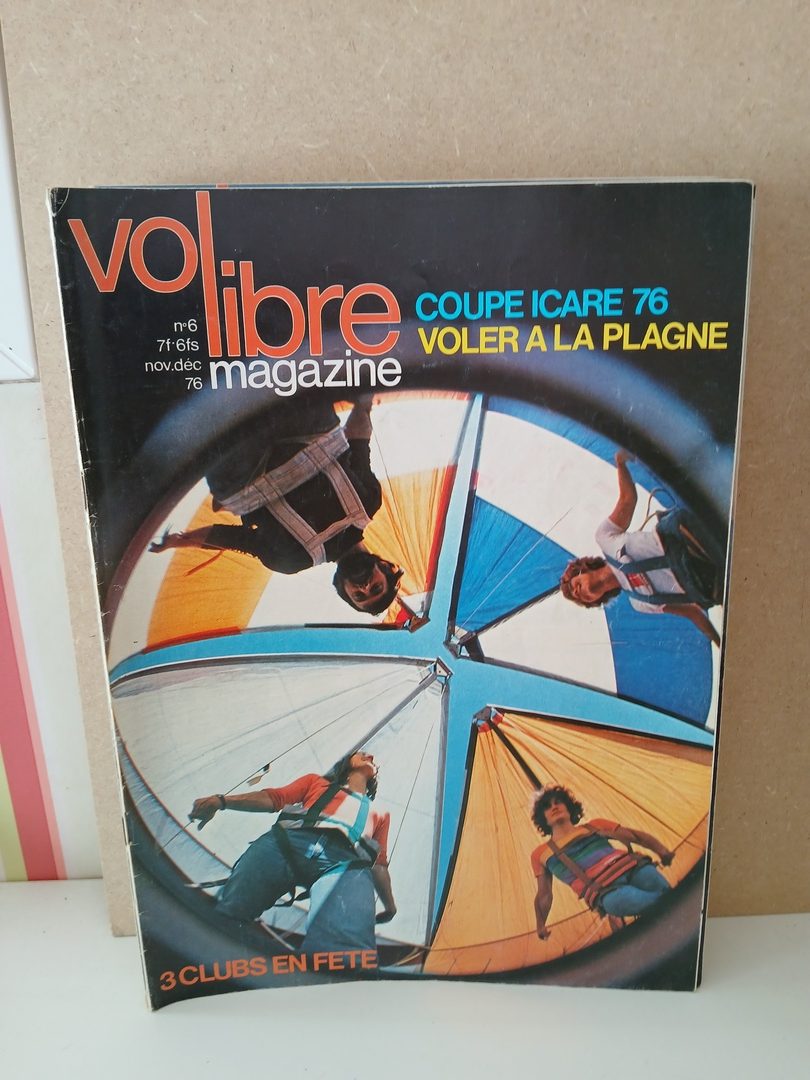 vol libre
magazine
n°6
7f·6fs
nov.déc
76
COUPE ICARE 76
VOLER A LA PLAGNE
3 CLUBS EN FETE